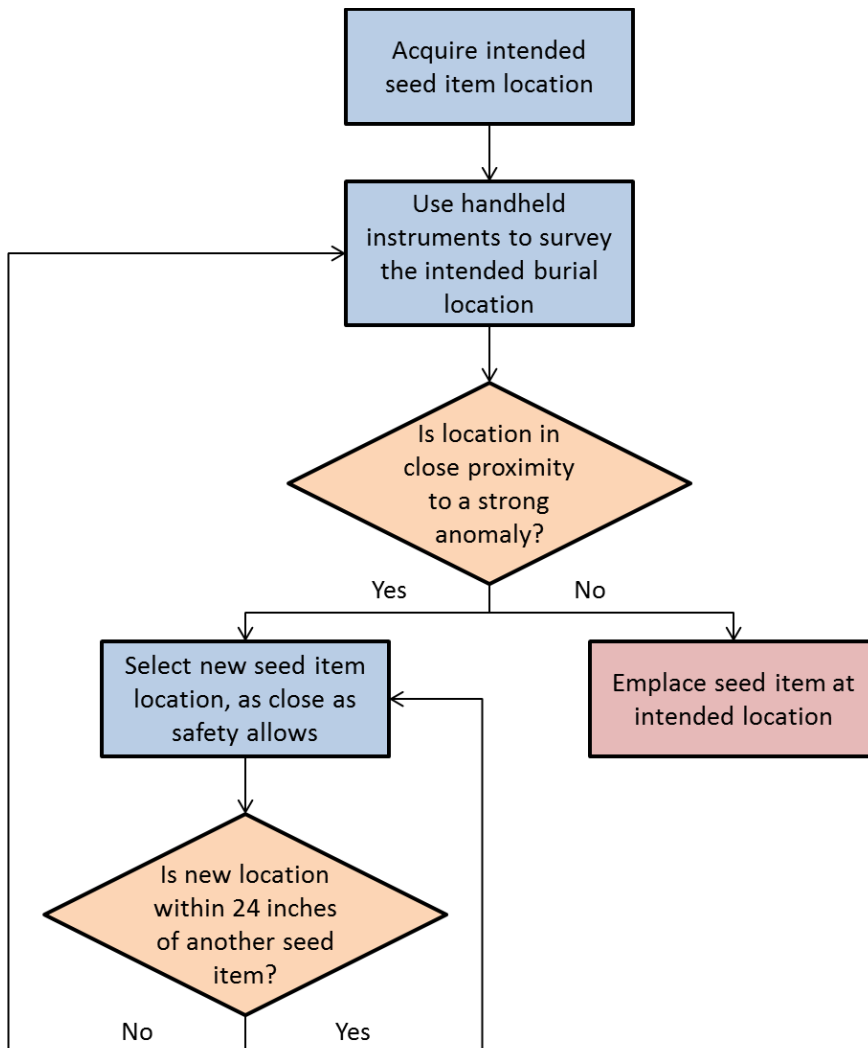 Acquire intended
seed item location
Use handheld
instruments to survey
the intended burial
location
Is location in
close proximity
to a strong
anomaly?
Yes
No
Select new seed item
location, as close as
safety allows
Emplace seed item at
intended location
Is new location
within 24 inches
of another seed
item?
No
Yes